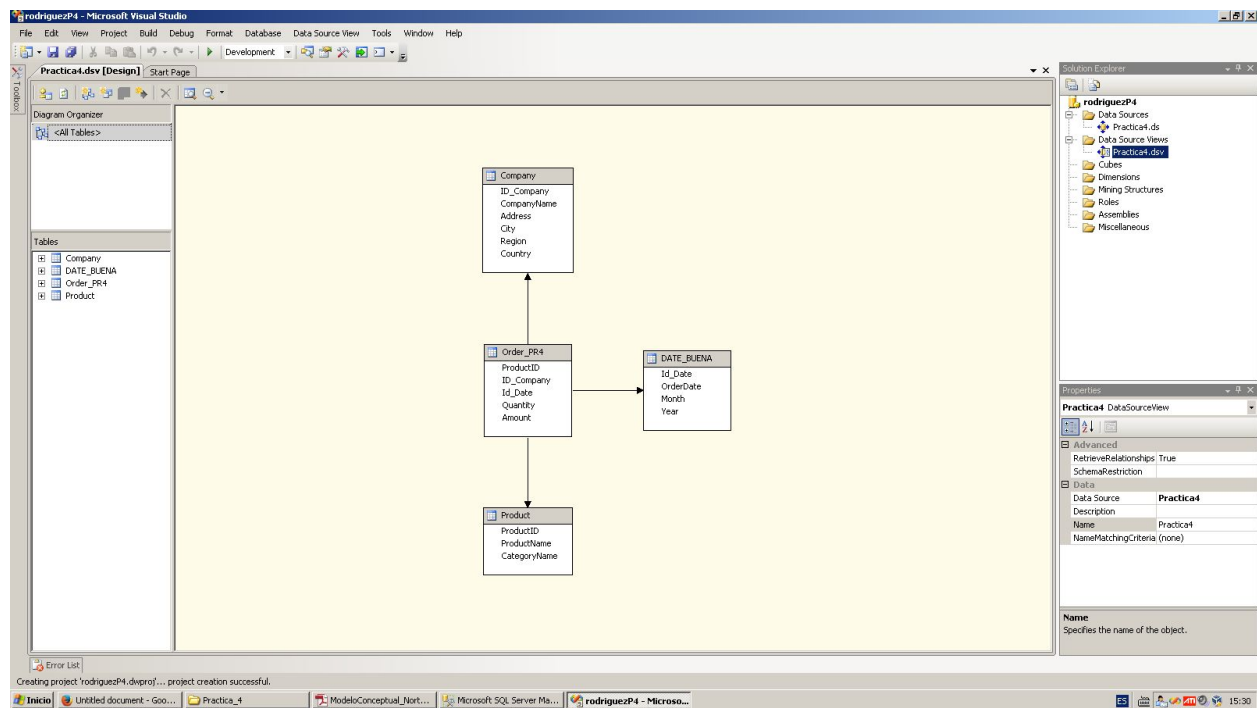 rodriguezP4 - Microsoft Visual Studio
File Edit View Project Build Debug Format Database Data Source View Tools Window Help
Development
Toolbox
Practica4.dsv [Design] Start Page
Diagram Organizer
<All Tables>
Tables
Company
DATE_BUENA
Order_PR4
Product
Company
ID_Company
CompanyName
Address
City
Region
Country
Order_PR4
ProductID
ID_Company
Id_Date
Quantity
Amount
DATE_BUENA
Id_Date
OrderDate
Month
Year
Product
ProductID
ProductName
CategoryName
Solution Explorer
rodriguezP4
Data Sources
Practica4.ds
Data Source Views
Practica4.dsv
Cubes
Dimensions
Mining Structures
Roles
Assemblies
Miscellaneous
Properties
Practica4 DataSourceView
Advanced
RetrieveRelationships True
SchemaRestriction
Data
Data Source Practica4
Description
Name Practica4
NameMatchingCriteria (none)
Name
Specifies the name of the object.
Error List
Creating project 'rodriguezP4.dwproj'... project creation successful.
Inicio Untitled document - Goo... Practica_4 ModeloConceptual_Nort... Microsoft SQL Server Ma... rodriguezP4 - Microso... ES 15:30